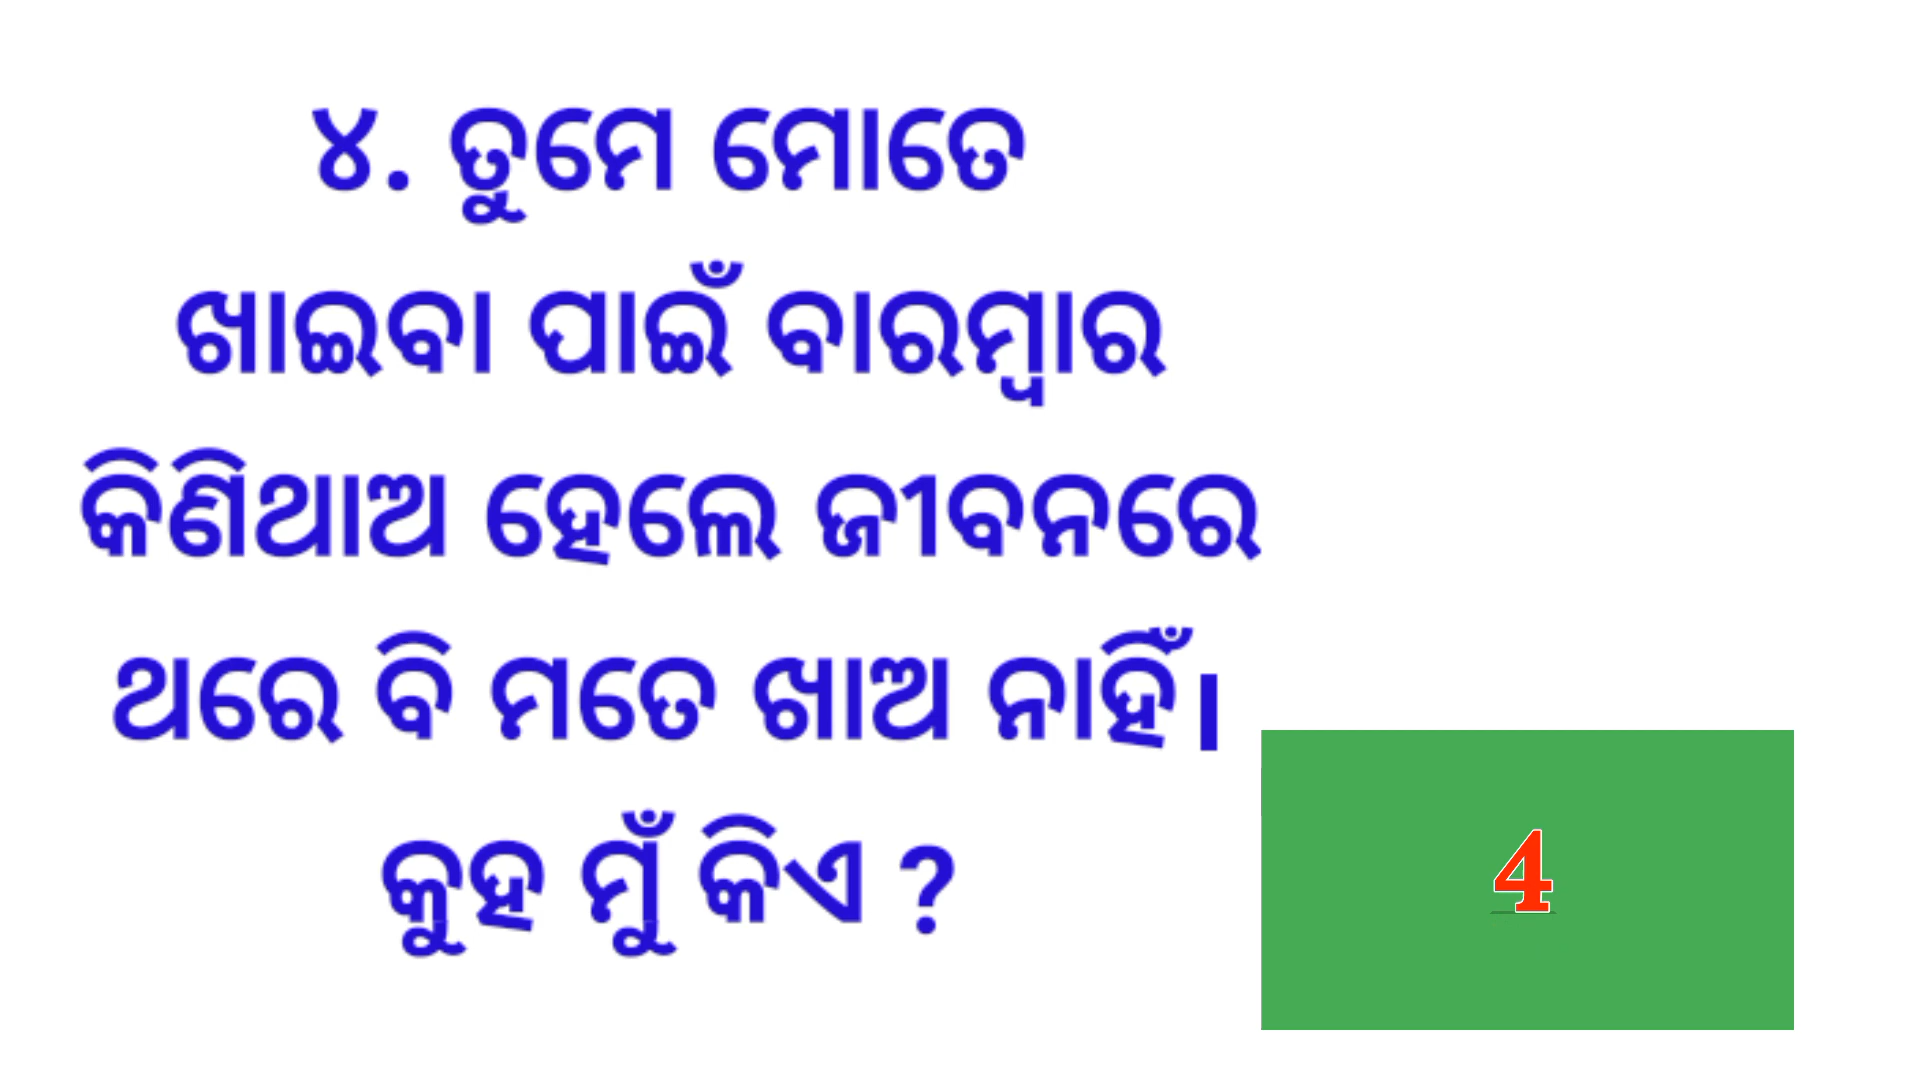 ୪. ତୁମେ ମୋତେ
ଖାଇବା ପାଇଁ ବାରମ୍ବାର
କିଣିଥାଅ ହେଲେ ଜୀବନରେ
ଥରେ ବି ମତେ ଖାଅ ନାହିଁ।
କୁହ ମୁଁ କିଏ ?
4